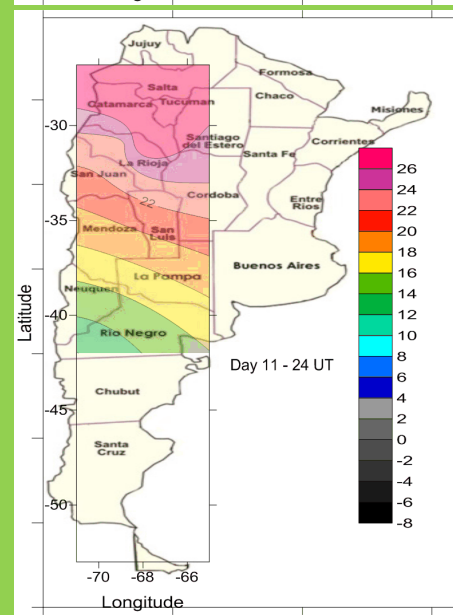 Jujuy
Salta
Formosa
Catamarca
Tucuman
Chaco
Misiones
-30
Santiago
del Estero
Corrientes
Santa Fe
La Rioja
San Juan
Cordoba
22
Entre
Rios
-35
Mendoza
San
Luis
Buenos Aires
La Pampa
Neuquen
-40
Rio Negro
Day 11 - 24 UT
Chubut
-45
Santa
Cruz
-50
Latitude
-70 -68 -66
Longitude
26
24
22
20
18
16
14
12
10
8
6
4
2
0
-2
-4
-6
-8